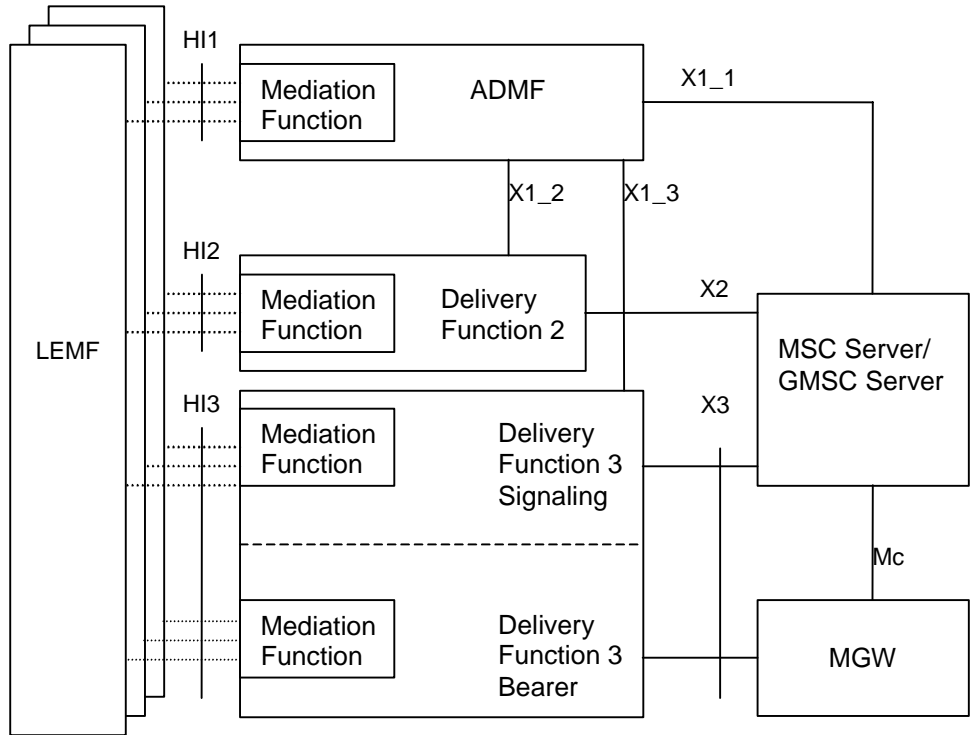 HI1
Mediation
Function
ADMF
X1_1
X1_2
X1_3
HI2
Mediation
Function
Delivery
Function 2
X2
LEMF
MSC Server/
GMSC Server
HI3
Mediation
Function
Delivery
Function 3
Signaling
X3
Mc
Mediation
Function
Delivery
Function 3
Bearer
MGW